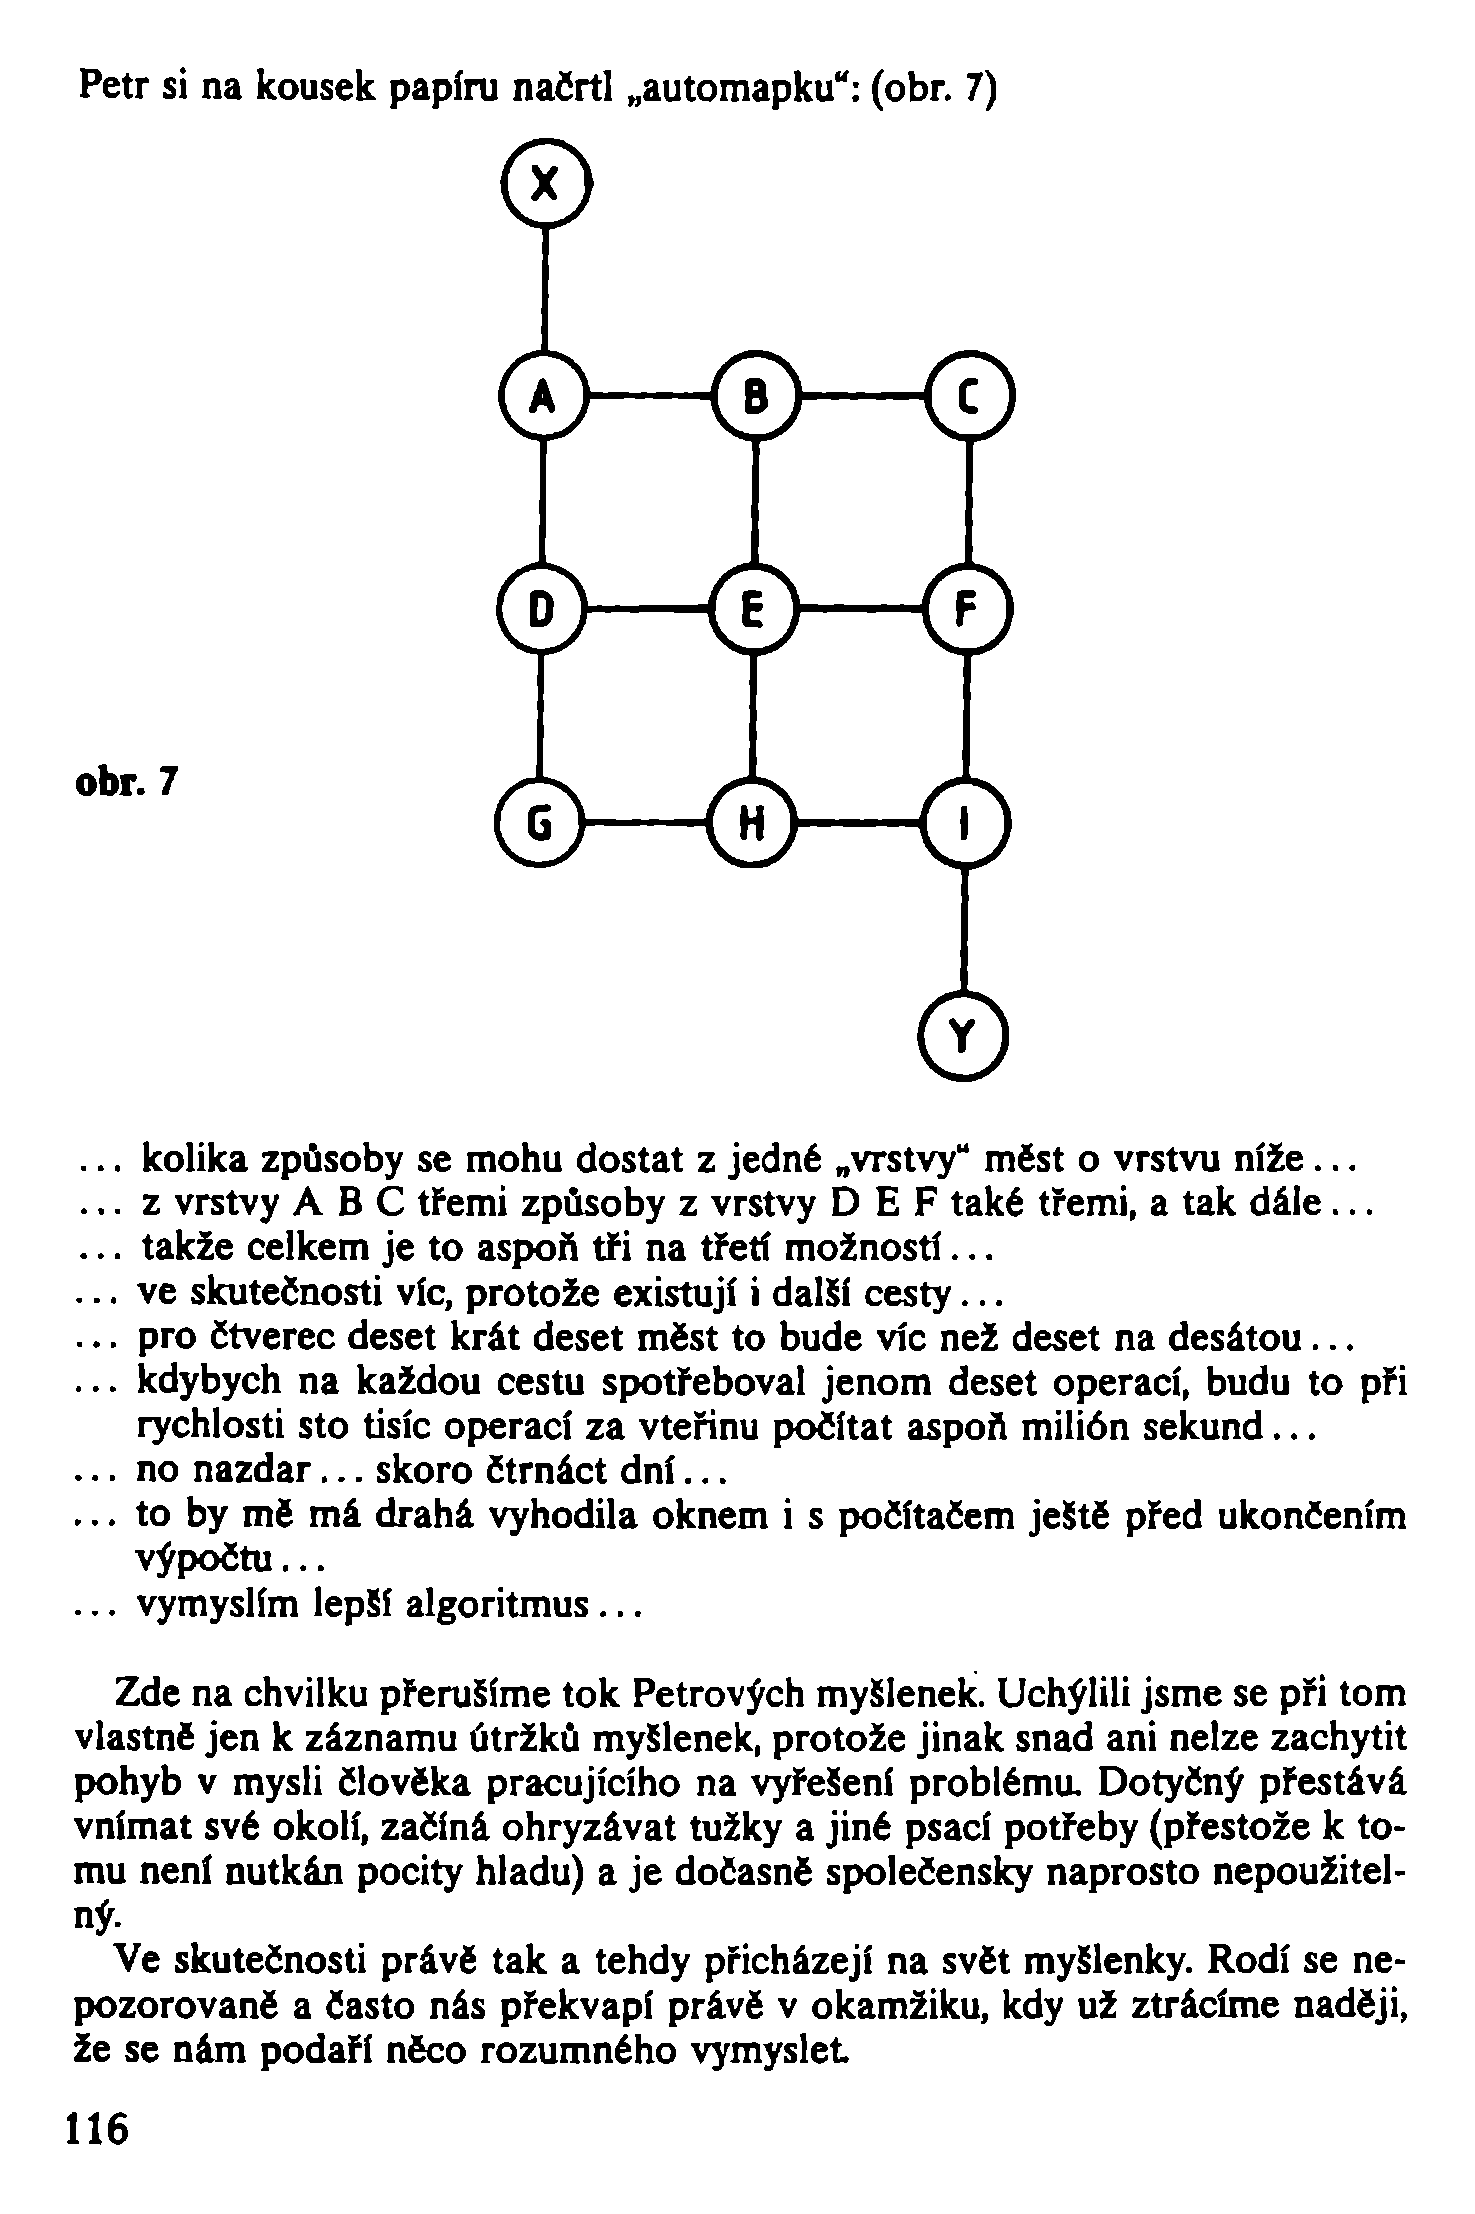 Petr si na kousek papíru načrtl „automapku“: (obr. 7)
X
A B C
D E F
obr. 7
G H I
Y
... kolika způsoby se mohu dostat z jedné „vrstvy“ měst o vrstvu níže...
... z vrstvy A B C třemi způsoby z vrstvy D E F také třemi, a tak dále...
... takže celkem je to aspoň tři na třetí možností...
... ve skutečnosti víc, protože existují i další cesty...
... pro čtverec deset krát deset měst to bude víc než deset na desátou...
... kdybych na každou cestu spotřeboval jenom deset operací, budu to při
rychlosti sto tisíc operací za vteřinu počítat aspoň milión sekund...
... no nazdar... skoro čtrnáct dní...
... to by mě má drahá vyhodila oknem i s počítačem ještě před ukončením
výpočtu...
... vymyslím lepší algoritmus...
Zde na chvilku přerušíme tok Petrových myšlenek. Uchýlili jsme se při tom
vlastně jen k záznamu útržků myšlenek, protože jinak snad ani nelze zachytit
pohyb v mysli člověka pracujícího na vyřešení problému. Dotyčný přestává
vnímat své okolí, začíná ohryzávat tužky a jiné psací potřeby (přestože k to-
mu není nutkán pocity hladu) a je dočasně společensky naprosto nepoužitel-
ný.
Ve skutečnosti právě tak a tehdy přicházejí na svět myšlenky. Rodí se ne-
pozorovaně a často nás překvapí právě v okamžiku, kdy už ztrácíme naději,
že se nám podaří něco rozumného vymyslet.
116